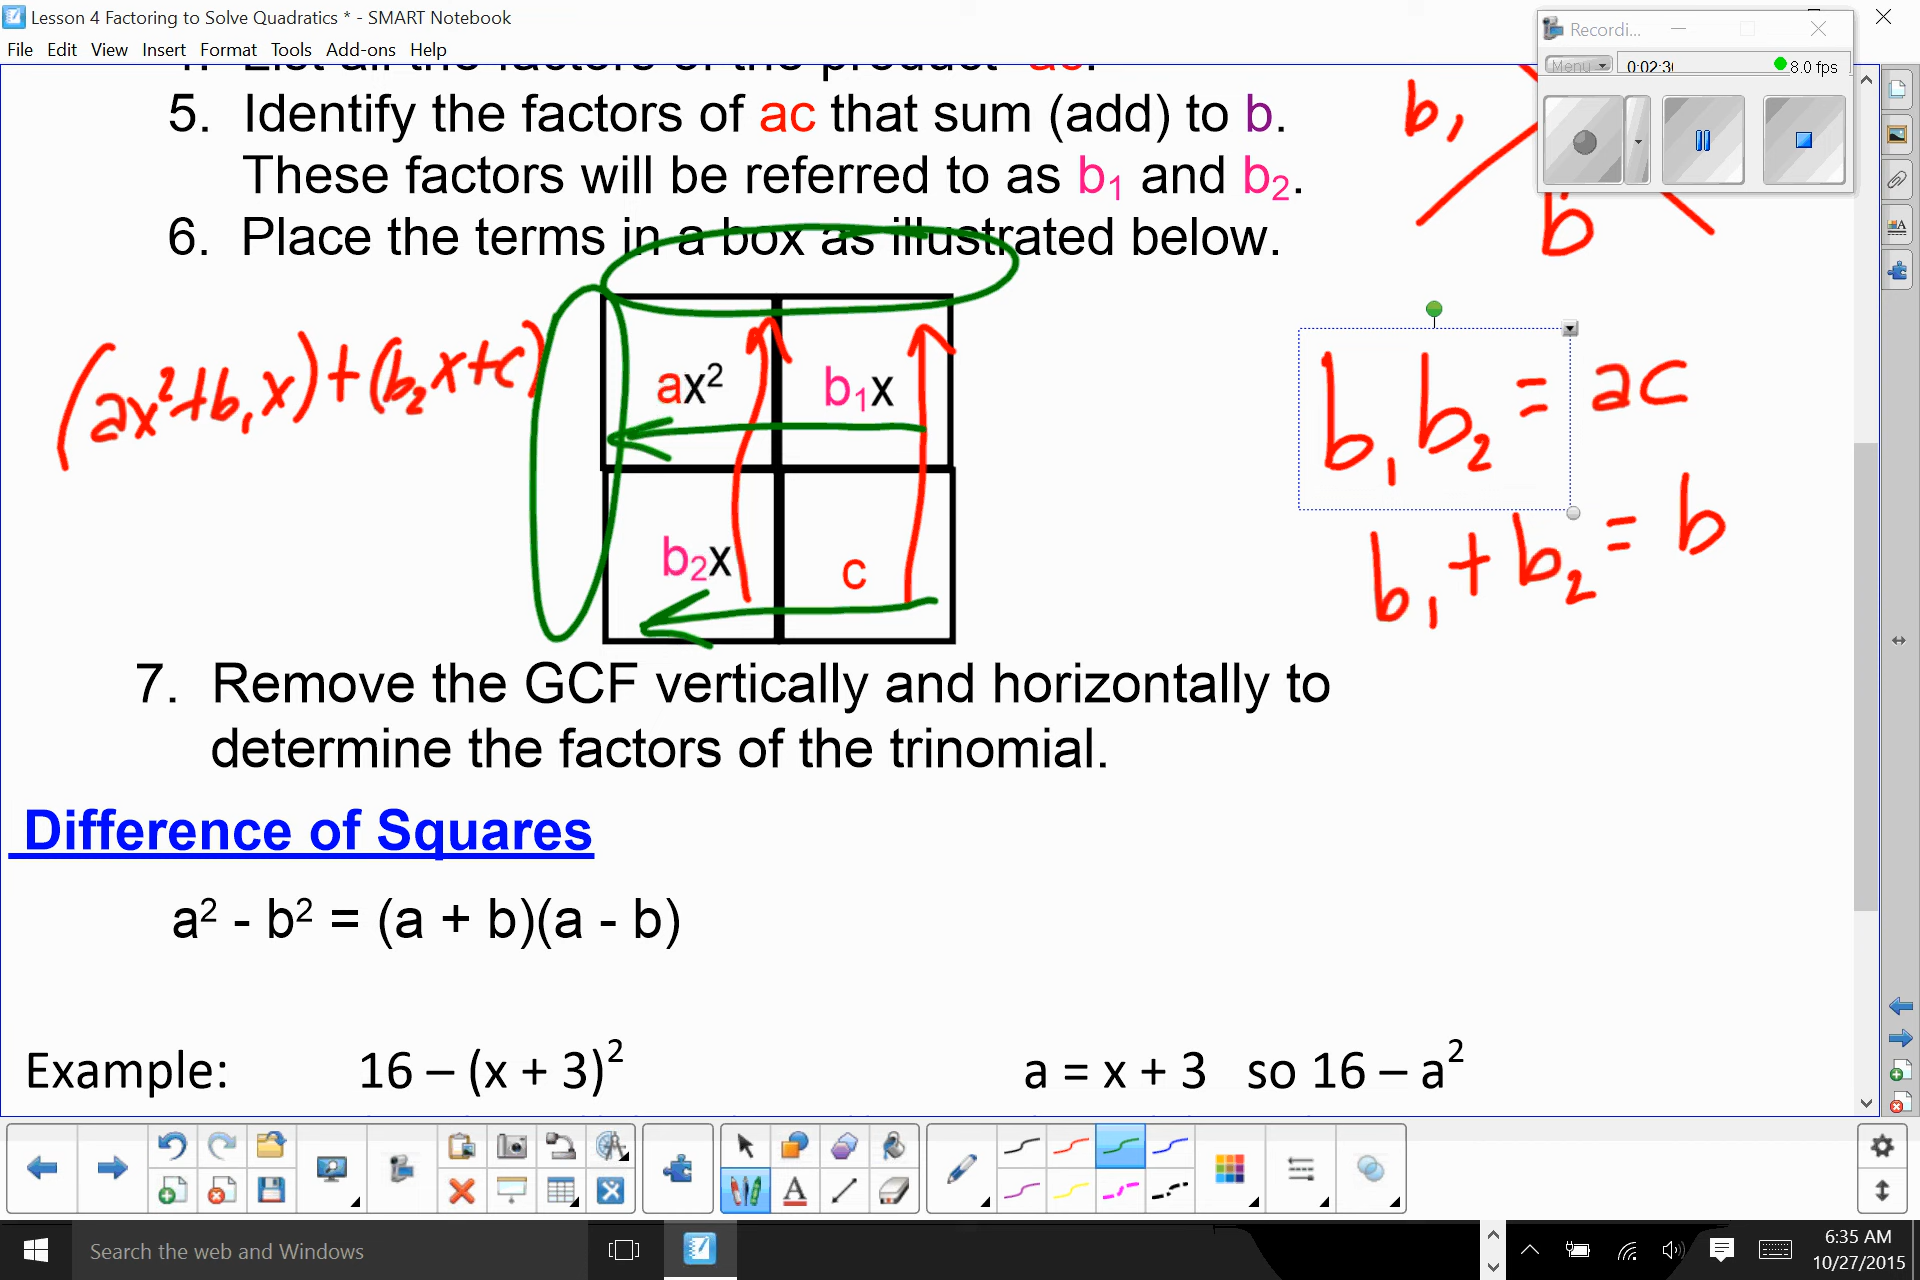 Lesson 4 Factoring to Solve Quadratics * - SMART Notebook
File Edit View Insert Format Tools Add-ons Help
Recordi...
Menu
8.0 fps
5. Identify the factors of ac that sum (add) to b.
These factors will be referred to as b₁ and b₂.
6. Place the terms in a box as illustrated below.
b₁
b
(ax²+b₁x)+(b₂x+c)
ax² b₁x
b₂x c
b₁ b₂ = ac
b₁ + b₂ = b
7. Remove the GCF vertically and horizontally to
determine the factors of the trinomial.
Difference of Squares
a² - b² = (a + b)(a - b)
Example: 16 – (x + 3)² a = x + 3 so 16 – a²
Search the web and Windows
6:35 AM
10/27/2015